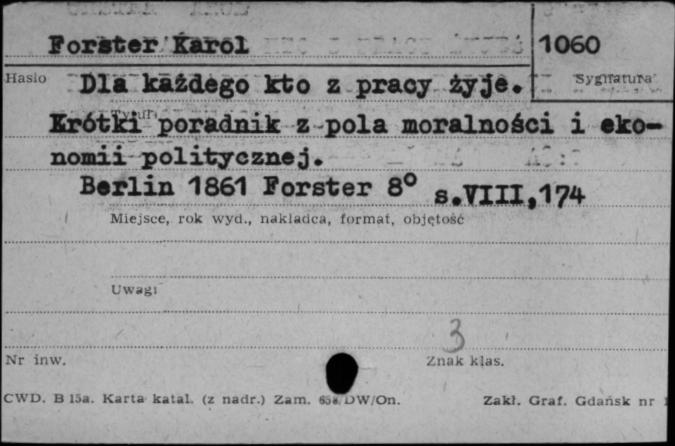 Forster Karol
1060
Hasło
Dla każdego kto z pracy żyje.
Sygnatura
Tytuł
Krótki poradnik z pola moralności i eko-
nomii politycznej.
Berlin 1861 Forster 8° s.VIII,174
Miejsce, rok wyd., nakładca, format, objętość
Uwagi
3
Nr inw.
Znak klas.
CWD. B 15a. Karta katal. (z nadr.) Zam. DW/On.
Zakł. Graf. Gdańsk nr